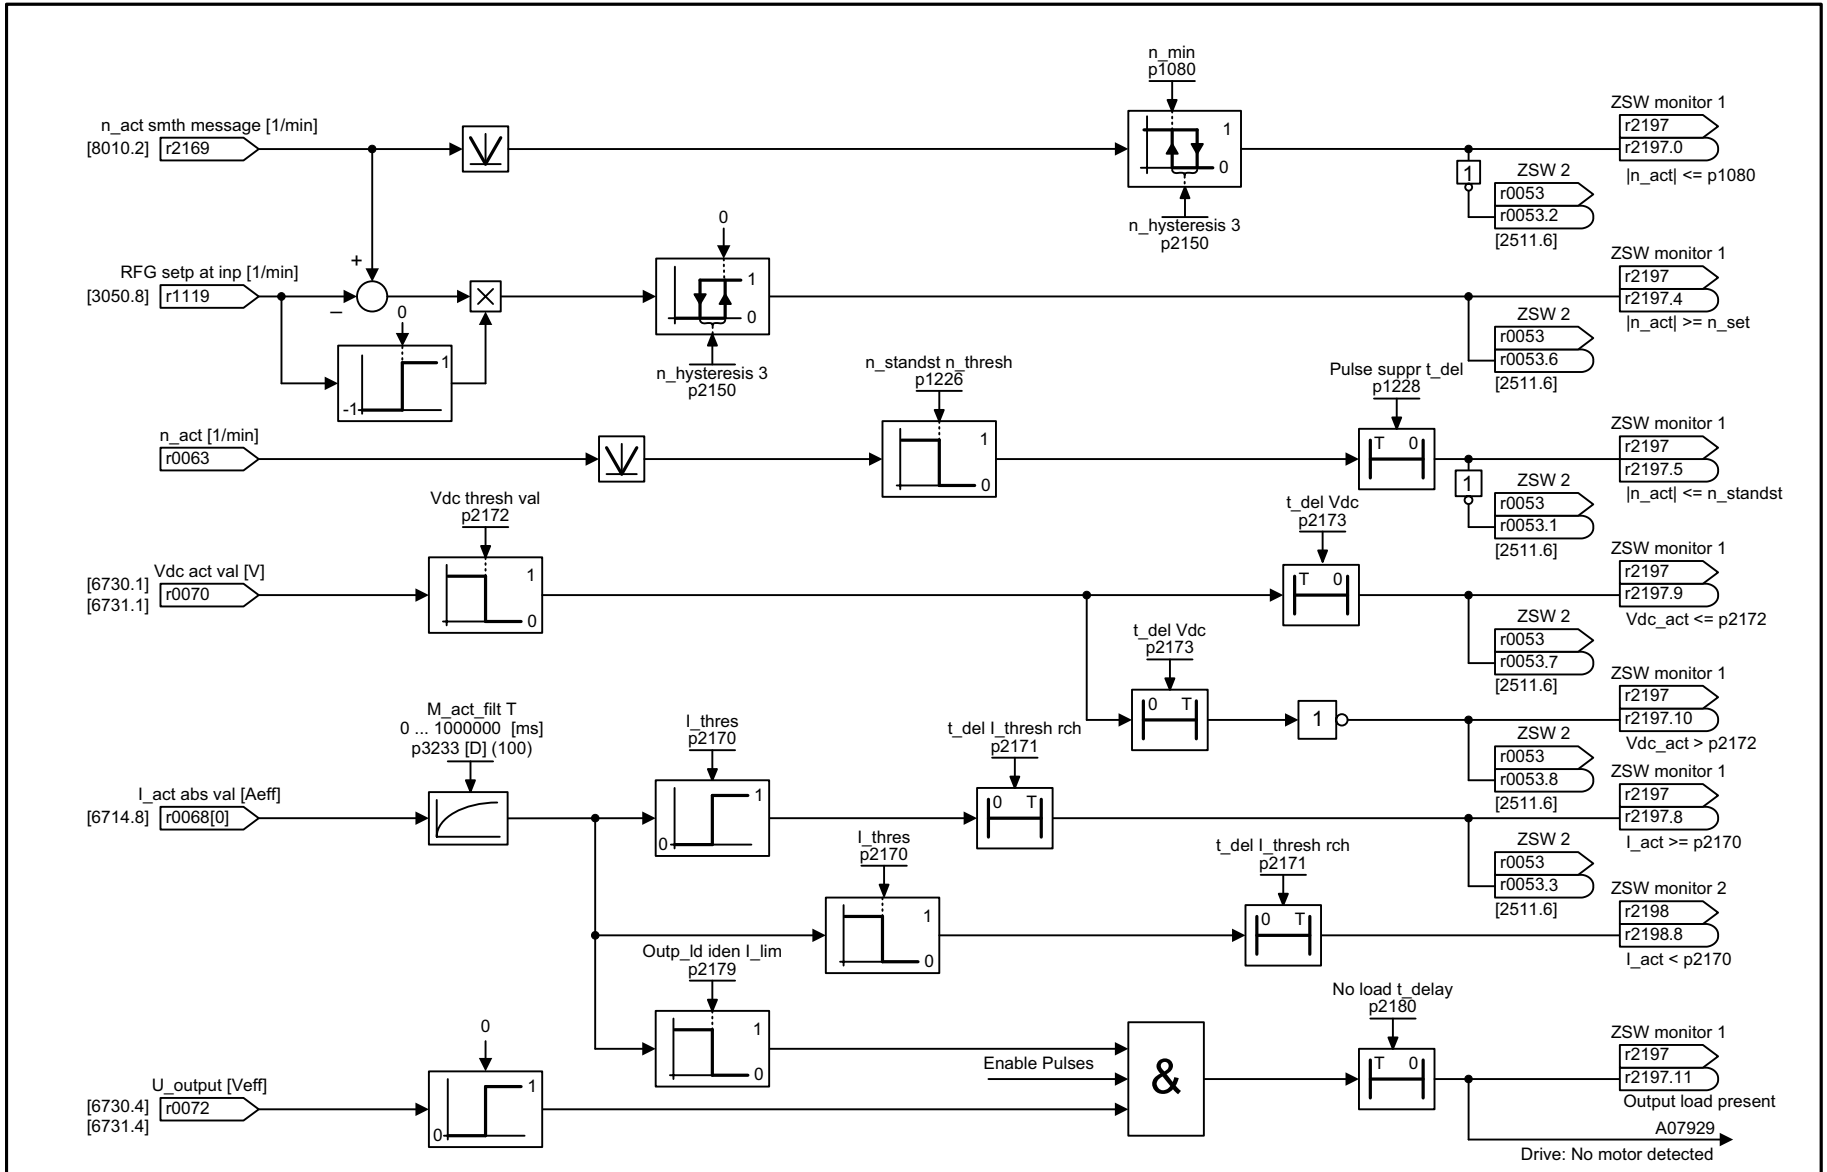 n_min
p1080
n_act smth message [1/min]
[8010.2] r2169
1
0
n_hysteresis 3
p2150
ZSW monitor 1
r2197
r2197.0
|n_act| <= p1080
1
ZSW 2
r0053
r0053.2
[2511.6]
RFG setp at inp [1/min]
[3050.8] r1119
+
–
0
-1
1
0
1
0
n_hysteresis 3
p2150
ZSW monitor 1
r2197
r2197.4
|n_act| >= n_set
ZSW 2
r0053
r0053.6
[2511.6]
n_act [1/min]
r0063
n_standst n_thresh
p1226
1
0
Pulse suppr t_del
p1228
T 0
ZSW monitor 1
r2197
r2197.5
|n_act| <= n_standst
1
ZSW 2
r0053
r0053.1
[2511.6]
Vdc thresh val
p2172
Vdc act val [V]
[6730.1]
[6731.1]
r0070
1
0
t_del Vdc
p2173
T 0
ZSW monitor 1
r2197
r2197.9
Vdc_act <= p2172
ZSW 2
r0053
r0053.7
[2511.6]
t_del Vdc
p2173
0 T
1
ZSW monitor 1
r2197
r2197.10
Vdc_act > p2172
ZSW 2
r0053
r0053.8
[2511.6]
M_act_filt T
0 ... 1000000 [ms]
p3233 [D] (100)
I_act abs val [Aeff]
[6714.8] r0068[0]
I_thres
p2170
1
0
t_del I_thresh rch
p2171
0 T
ZSW monitor 1
r2197
r2197.8
I_act >= p2170
ZSW 2
r0053
r0053.3
[2511.6]
I_thres
p2170
1
0
t_del I_thresh rch
p2171
0 T
ZSW monitor 2
r2198
r2198.8
I_act < p2170
Outp_ld iden I_lim
p2179
1
0
Enable Pulses
&
U_output [Veff]
[6730.4]
[6731.4]
r0072
0
1
0
No load t_delay
p2180
T 0
ZSW monitor 1
r2197
r2197.11
Output load present
A07929
Drive: No motor detected